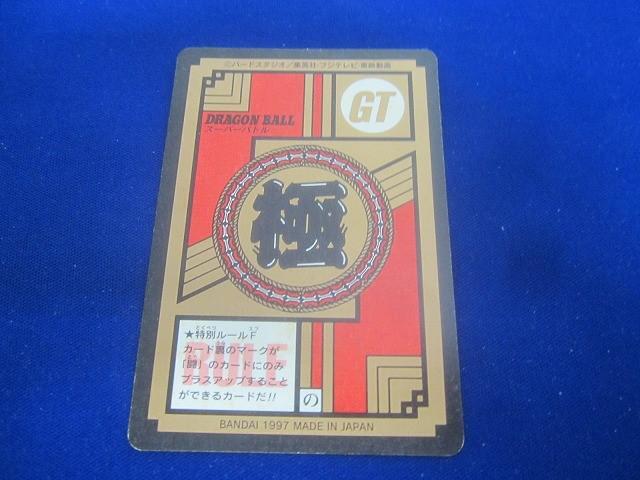 ©バードスタジオ/集英社・フジテレビ・東映動画
GT
DRAGON BALL
スーパーバトル
極
★特別ルールF
カード裏のマークが
「闘」のカードにのみ
プラスアップすること
ができるカードだ!!
RULE
の
BANDAI 1997 MADE IN JAPAN